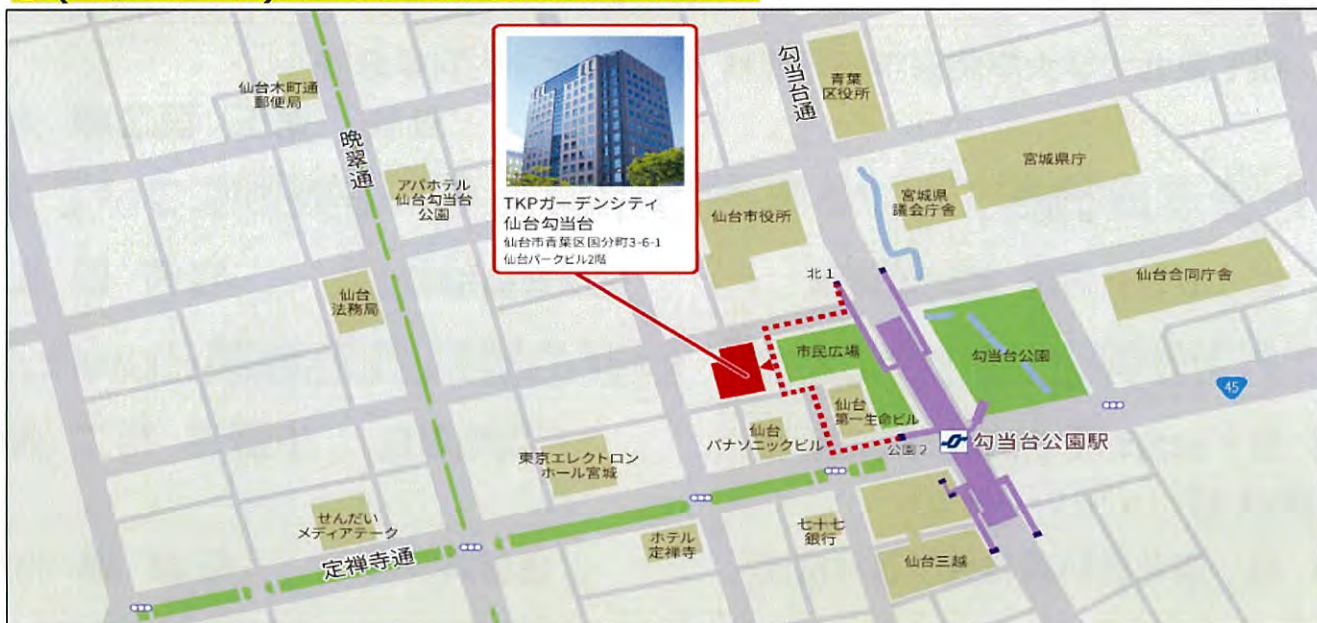 勾当台通
青葉
区役所
仙台木町通
郵便局
晩翠通
宮城県庁
アパホテル
仙台勾当台
公園
TKPガーデンシティ
仙台勾当台
仙台市青葉区国分町3-6-1
仙台パークビル2階
仙台市役所
宮城県
議会庁舎
北1
仙台合同庁舎
仙台
法務局
市民広場
勾当台公園
45
仙台
第一生命ビル
仙台
パナソニックビル
公園2
勾当台公園駅
東京エレクトロン
ホール宮城
せんだい
メディアテーク
定禅寺通
ホテル
定禅寺
七十七
銀行
仙台三越